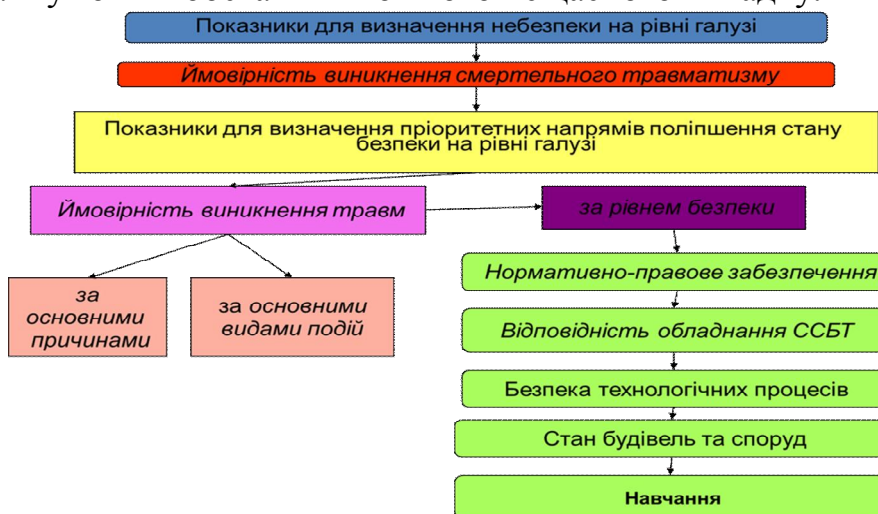 Показники для визначення небезпеки на рівні галузі
Ймовірність виникнення смертельного травматизму
Показники для визначення пріоритетних напрямів поліпшення стану
безпеки на рівні галузі
Ймовірність виникнення травм
за рівнем безпеки
за
основними
причинами
за основними
видами подій
Нормативно-правове забезпечення
Відповідність обладнання ССБТ
Безпека технологічних процесів
Стан будівель та споруд
Навчання